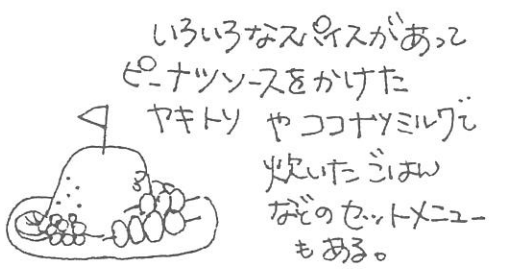 いろいろなスパイスがあって
ピーナツソースをかけた
ヤキトリ やココナツミルクで
炊いたごはん
などのセットメニュー
もある。